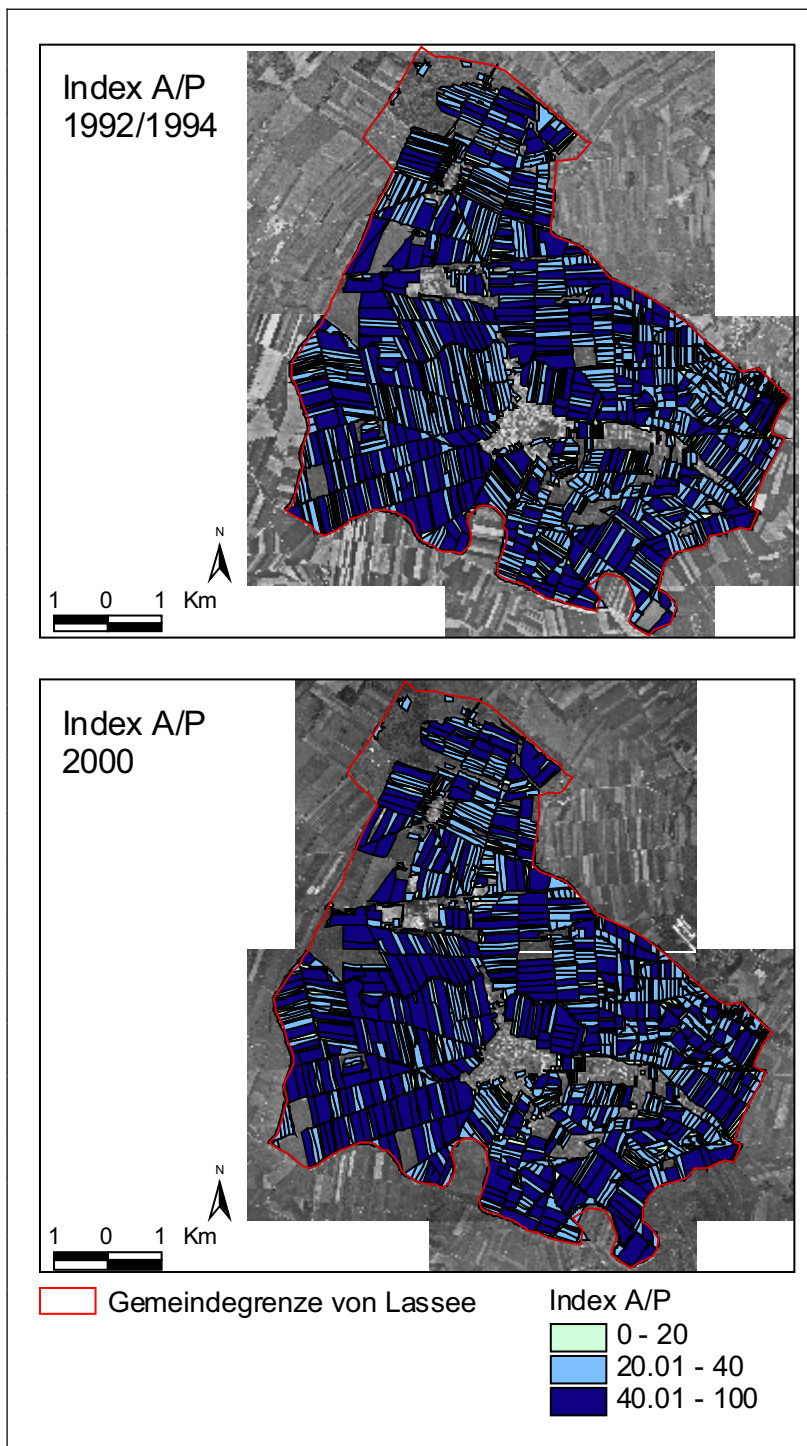 Index A/P
1992/1994
N
1 0 1 Km
Index A/P
2000
N
1 0 1 Km
Gemeindegrenze von Lassee
Index A/P
0 - 20
20.01 - 40
40.01 - 100